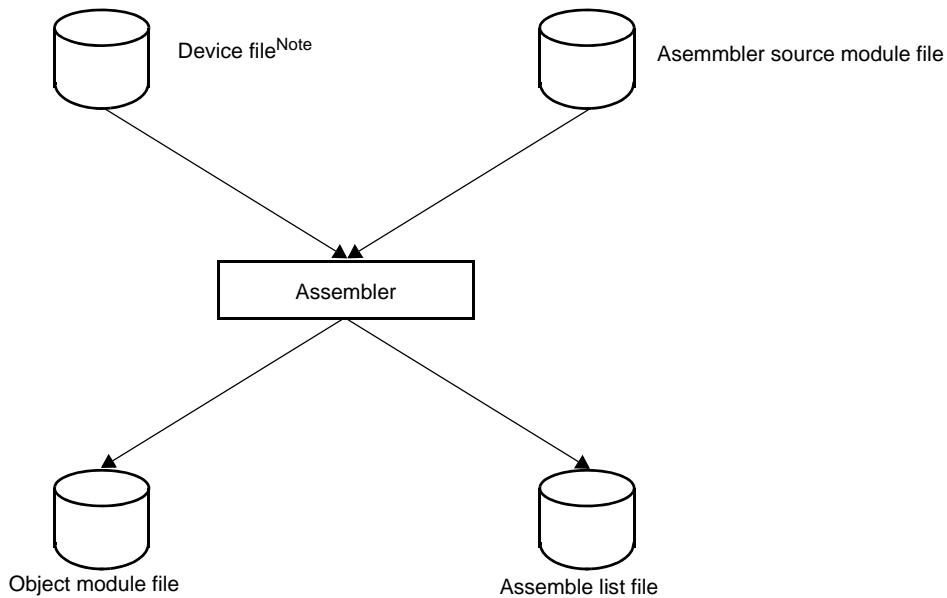 Device fileNote
Asemmbler source module file
Assembler
Object module file
Assemble list file